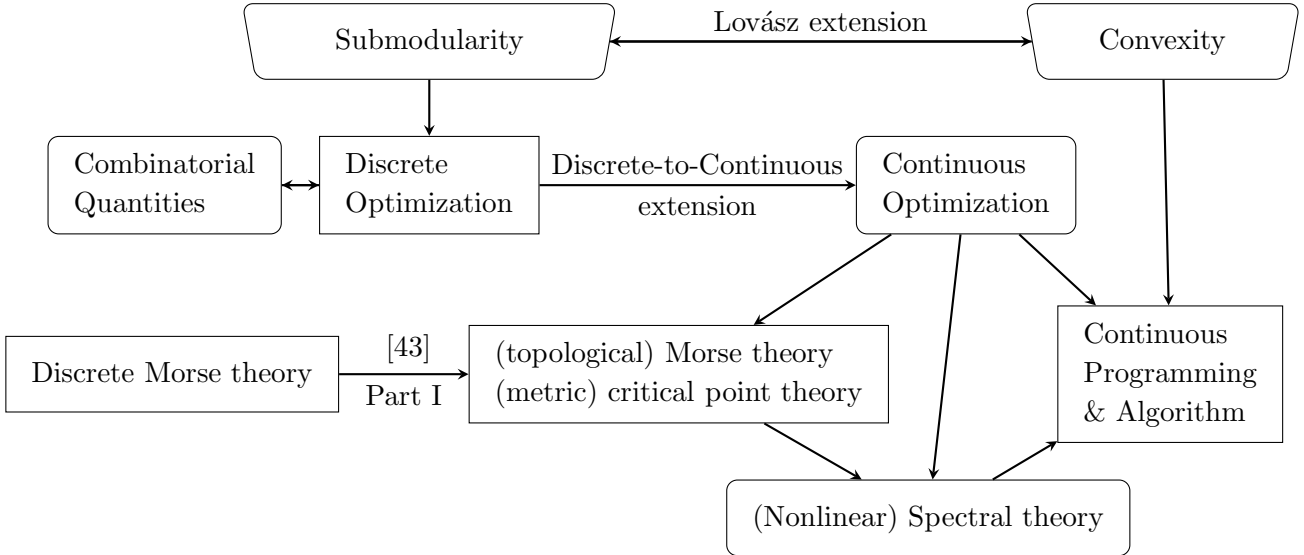 Submodularity
Lovász extension
Convexity
Combinatorial
Quantities
Discrete
Optimization
Discrete-to-Continuous
extension
Continuous
Optimization
Discrete Morse theory
[43]
Part I
(topological) Morse theory
(metric) critical point theory
Continuous
Programming
& Algorithm
(Nonlinear) Spectral theory